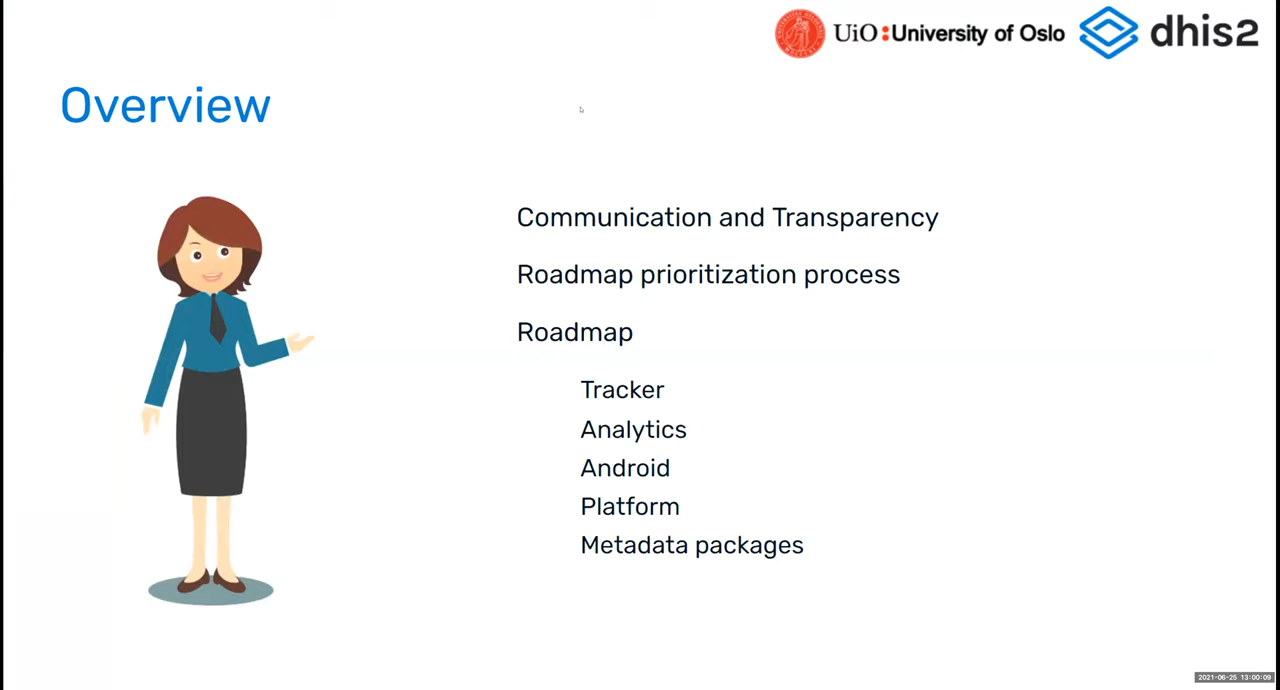 UiO:University of Oslo
dhis2
Overview
Communication and Transparency
Roadmap prioritization process
Roadmap
Tracker
Analytics
Android
Platform
Metadata packages
2021-06-25 13:00:09